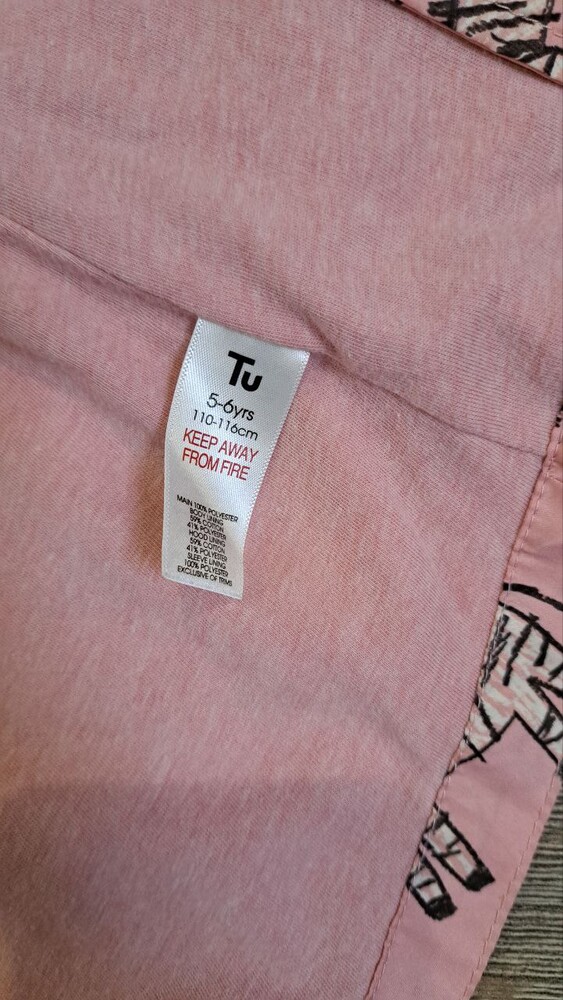 Tu
5-6yrs
110-116cm
KEEP AWAY
FROM FIRE
MAIN 100% POLYESTER
BODY LINING
59% COTTON
41% POLYESTER
HOOD LINING
59% COTTON
41% POLYESTER
SLEEVE LINING
100% POLYESTER
EXCLUSIVE OF TRIMS